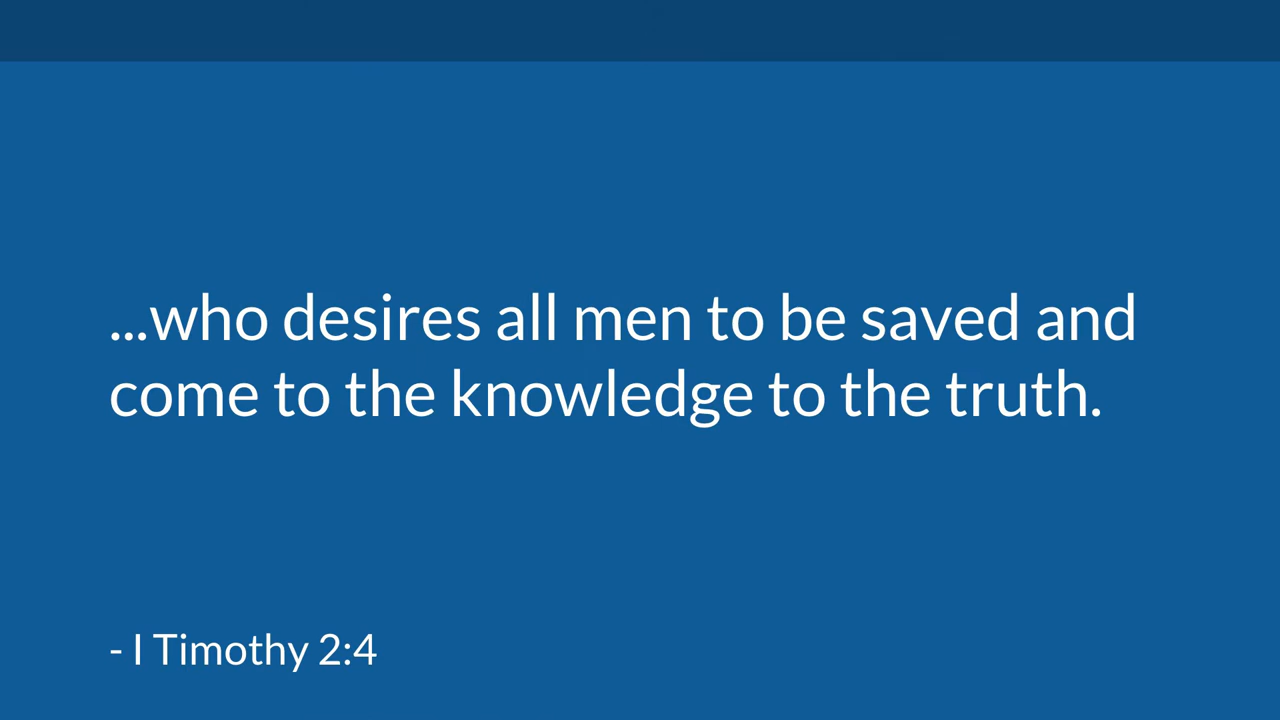 ...who desires all men to be saved and
come to the knowledge to the truth.
- I Timothy 2:4